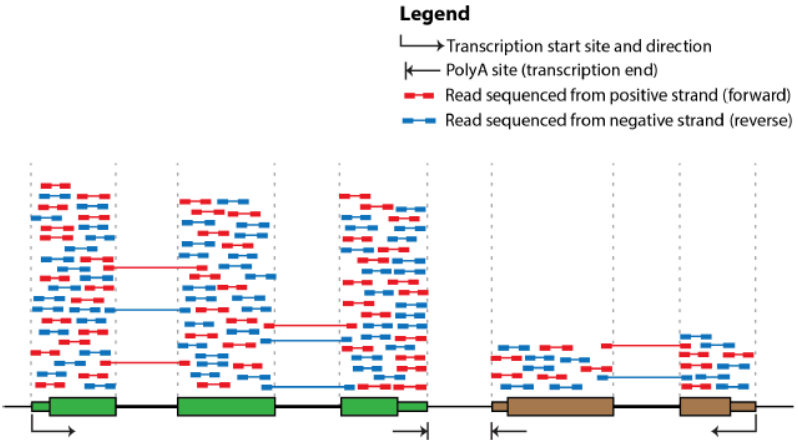 Legend
Transcription start site and direction
PolyA site (transcription end)
Read sequenced from positive strand (forward)
Read sequenced from negative strand (reverse)